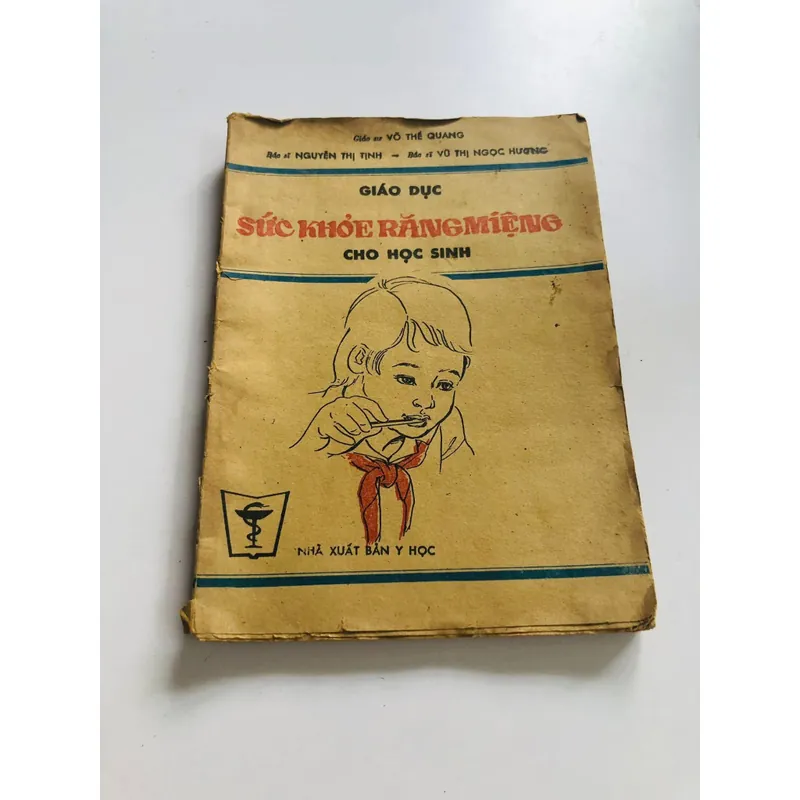 Giáo sư VÕ THẾ QUANG
Bác sĩ NGUYỄN THỊ TỊNH - Bác sĩ VŨ THỊ NGỌC HƯƠNG
GIÁO DỤC
SỨC KHỎE RĂNG MIỆNG
CHO HỌC SINH
NHÀ XUẤT BẢN Y HỌC